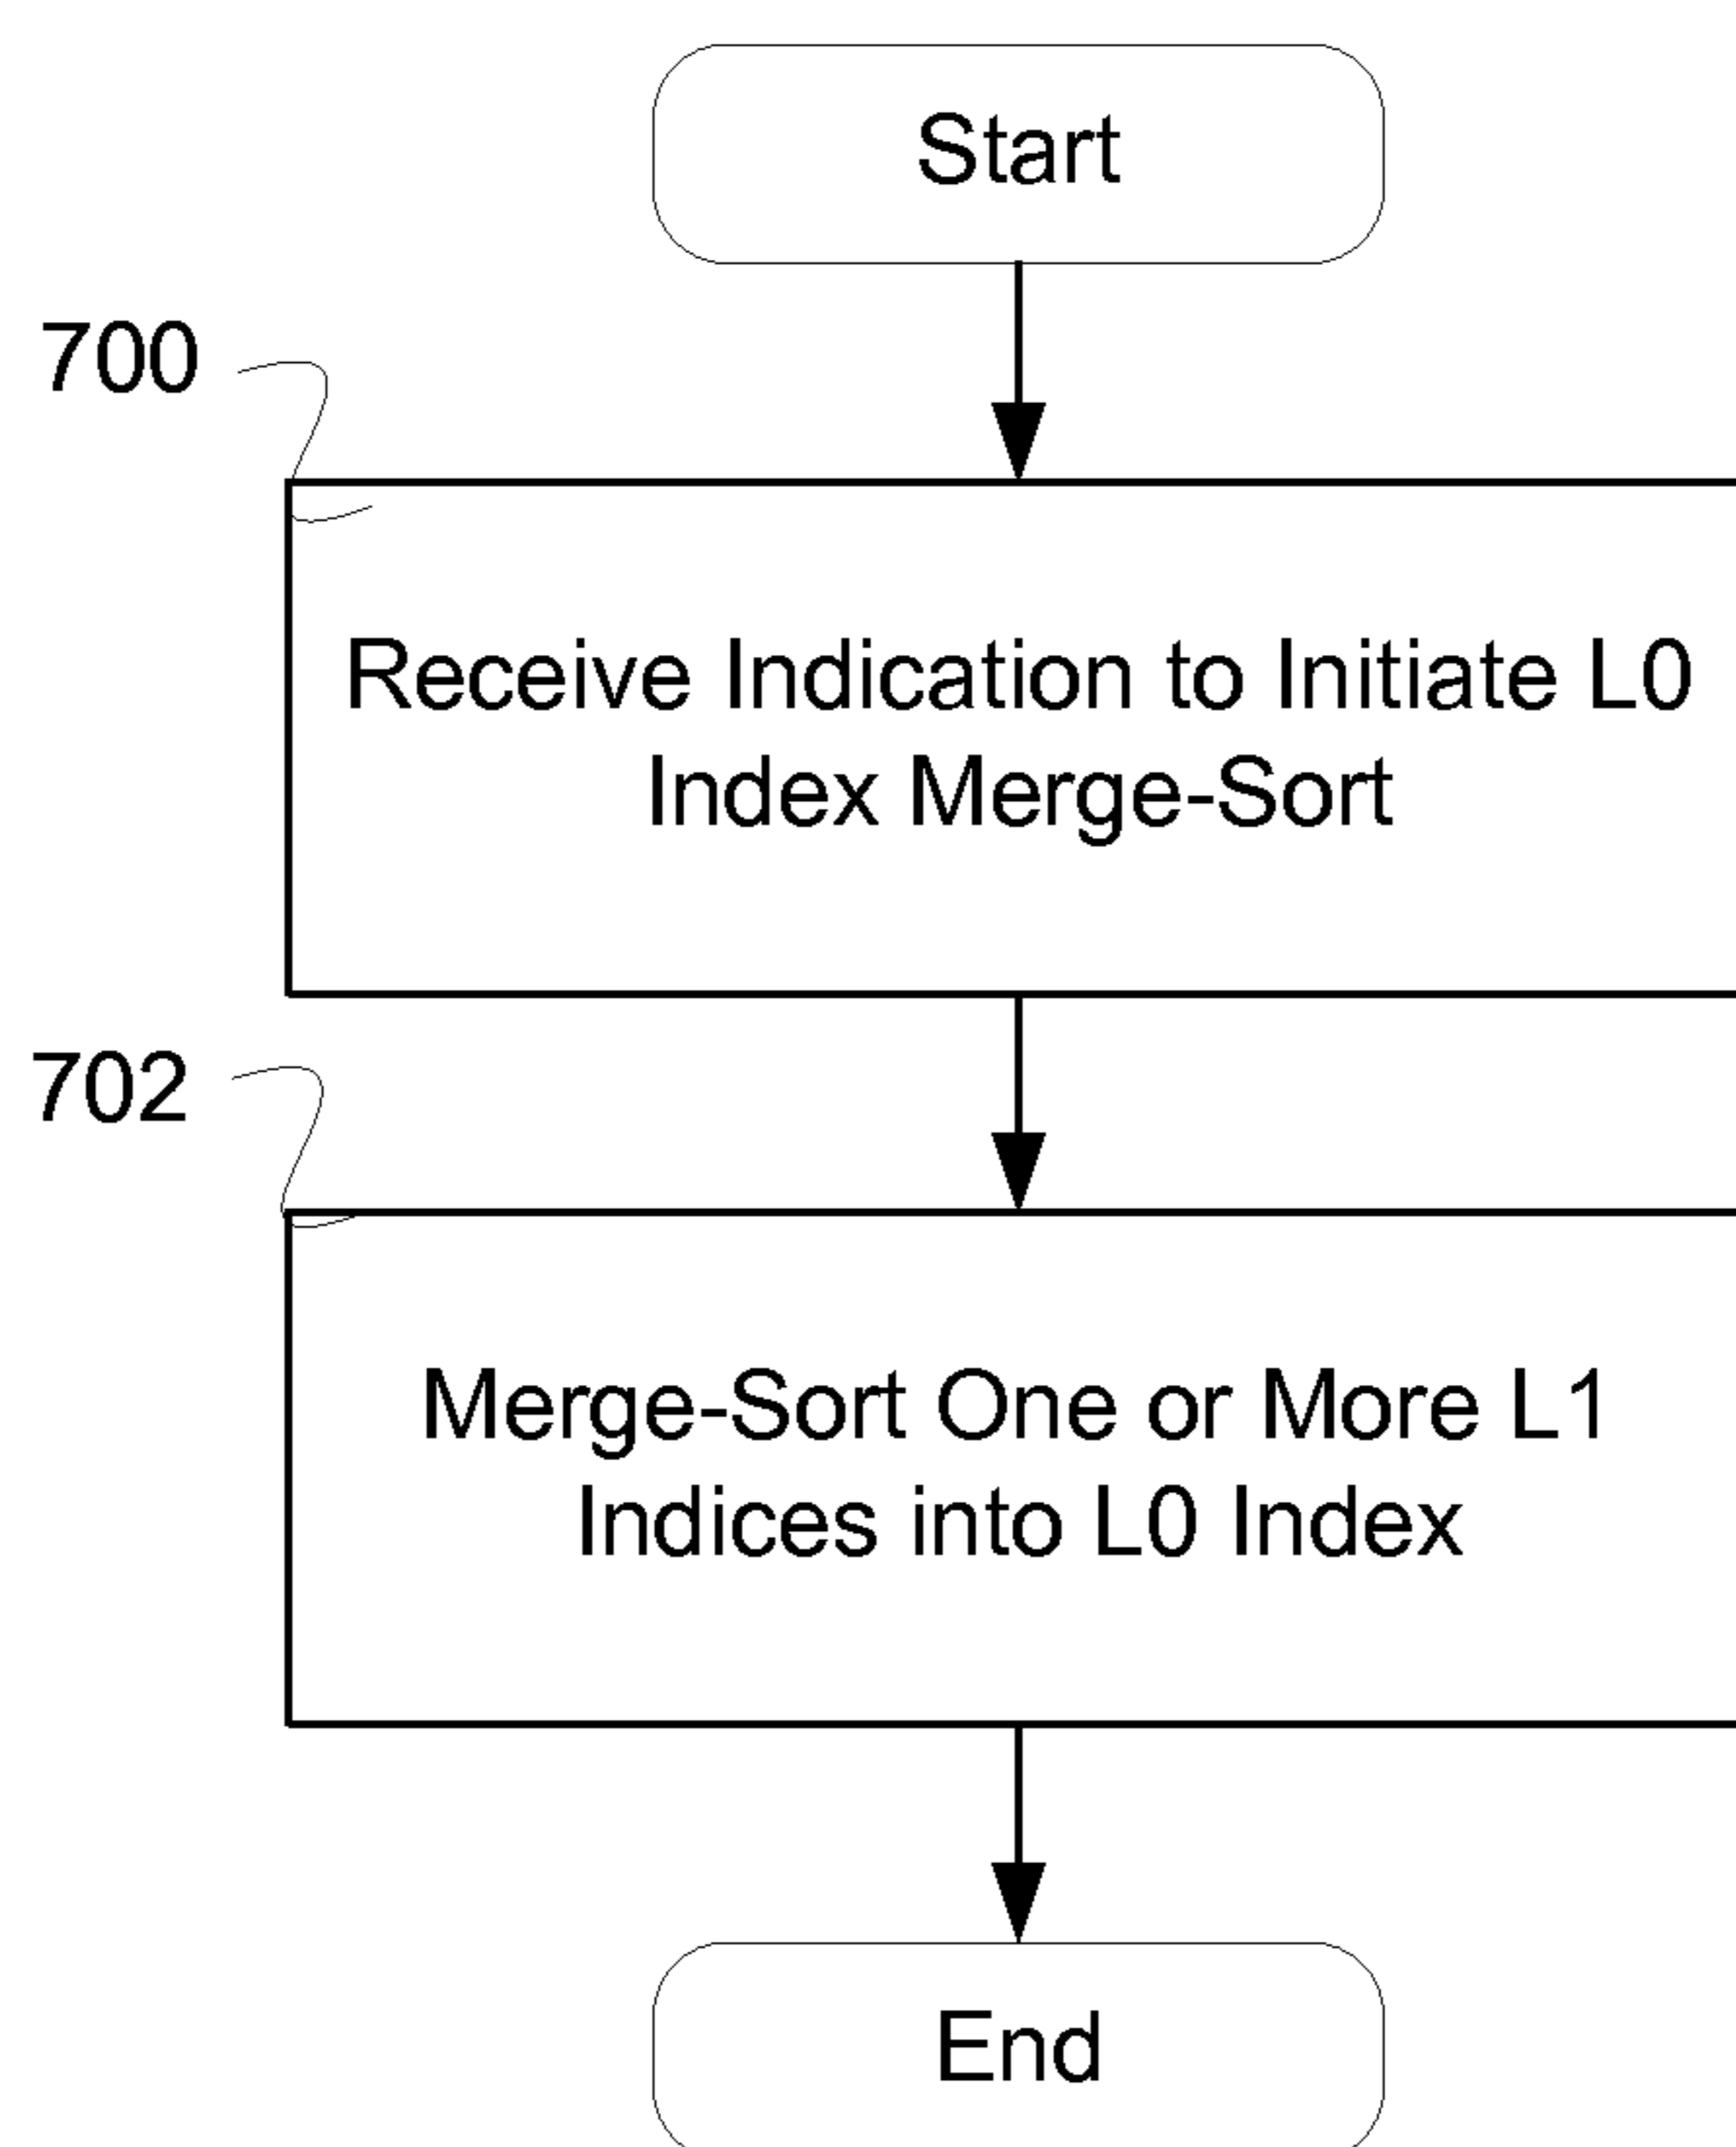 Start
700
Receive Indication to Initiate L0
Index Merge-Sort
702
Merge-Sort One or More L1
Indices into L0 Index
End